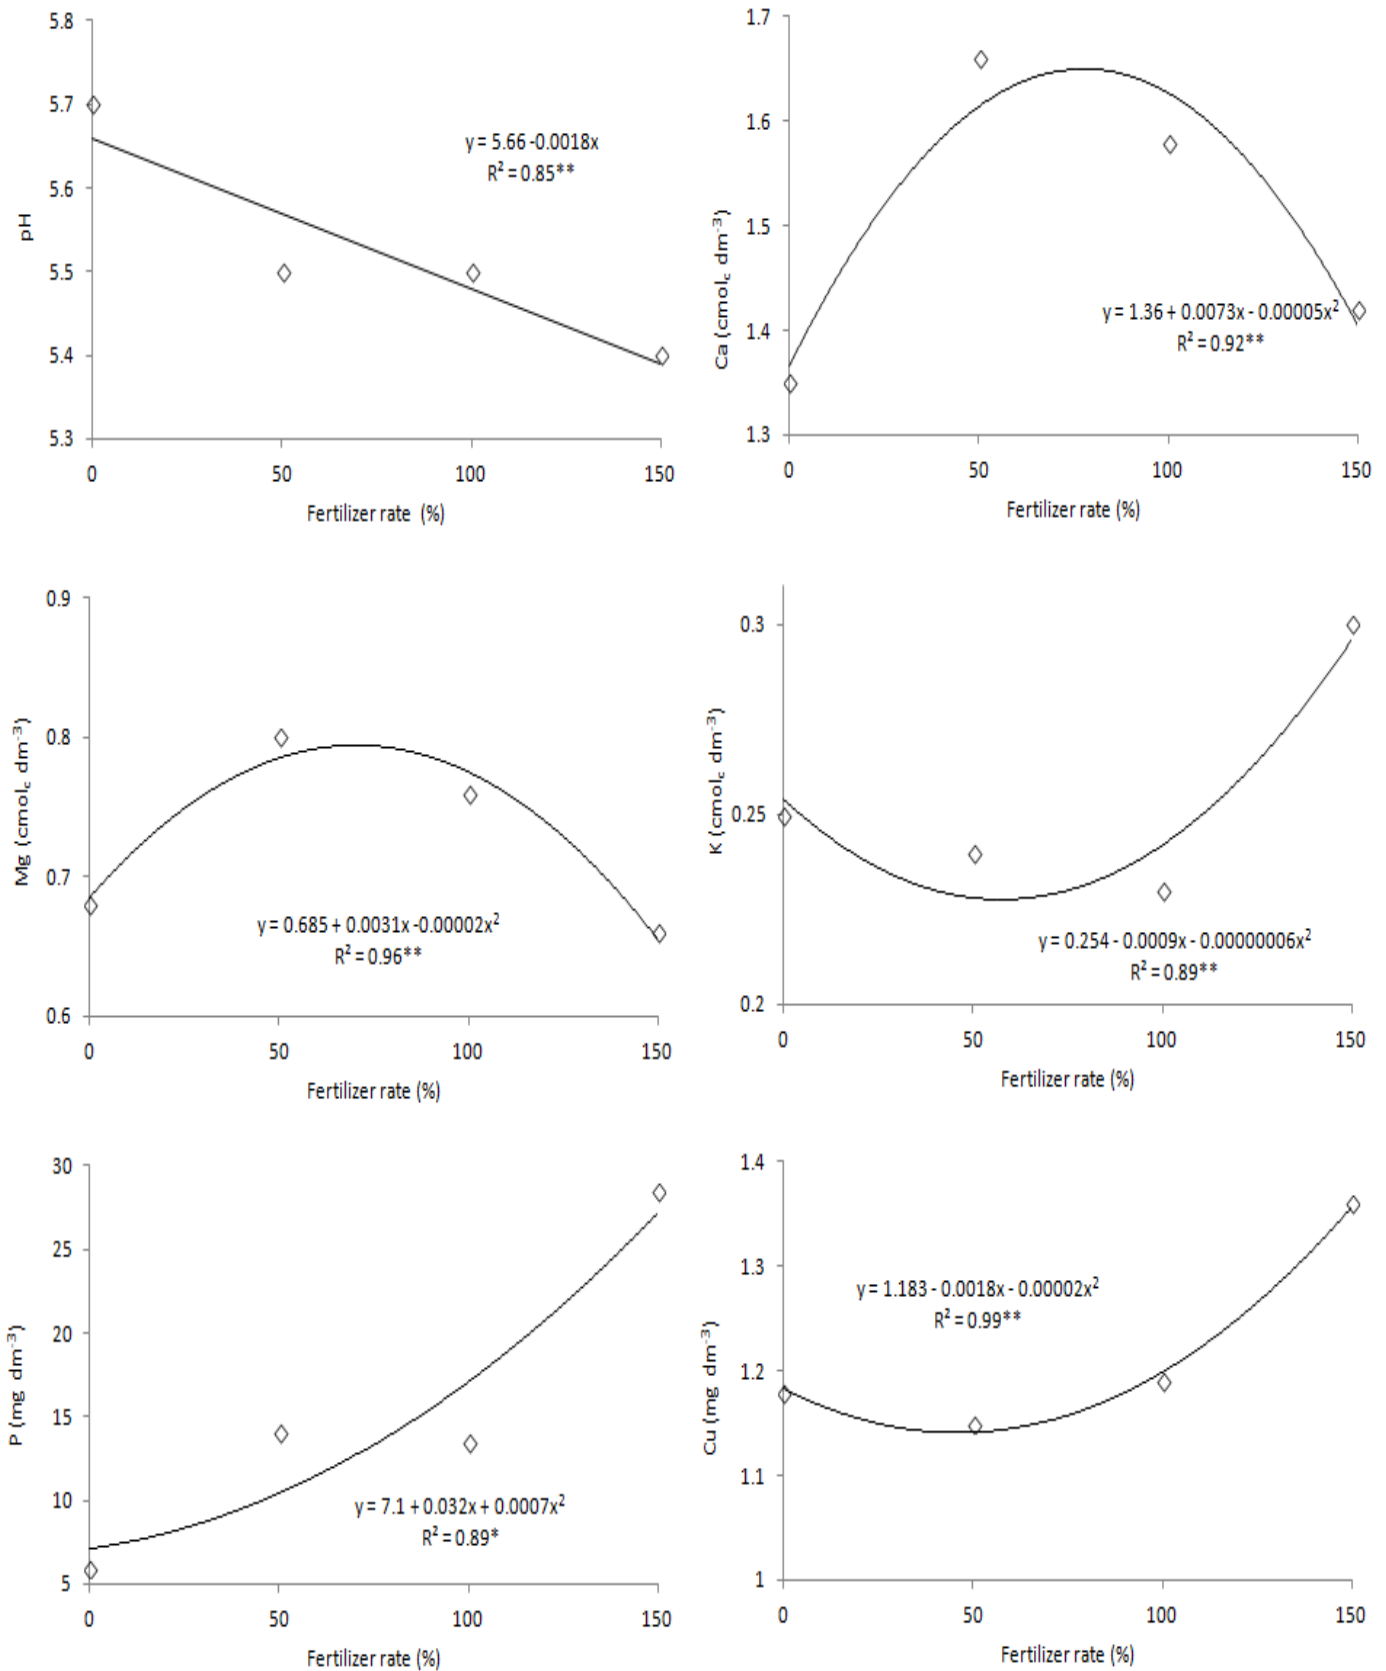 5.8
5.7
5.6
5.5
5.4
5.3
pH
y = 5.66 -0.0018x
R² = 0.85**
0 50 100 150
Fertilizer rate (%)
1.7
1.6
1.5
1.4
1.3
Ca (cmolc dm⁻³)
y = 1.36 + 0.0073x - 0.00005x²
R² = 0.92**
0 50 100 150
Fertilizer rate (%)
0.9
0.8
0.7
0.6
Mg (cmolc dm⁻³)
y = 0.685 + 0.0031x -0.00002x²
R² = 0.96**
0 50 100 150
Fertilizer rate (%)
0.3
0.25
0.2
K (cmolc dm⁻³)
y = 0.254 - 0.0009x - 0.00000006x²
R² = 0.89**
0 50 100 150
Fertilizer rate (%)
30
25
20
15
10
5
P (mg dm⁻³)
y = 7.1 + 0.032x + 0.0007x²
R² = 0.89*
0 50 100 150
Fertilizer rate (%)
1.4
1.3
1.2
1.1
1
Cu (mg dm⁻³)
y = 1.183 - 0.0018x - 0.00002x²
R² = 0.99**
0 50 100 150
Fertilizer rate (%)